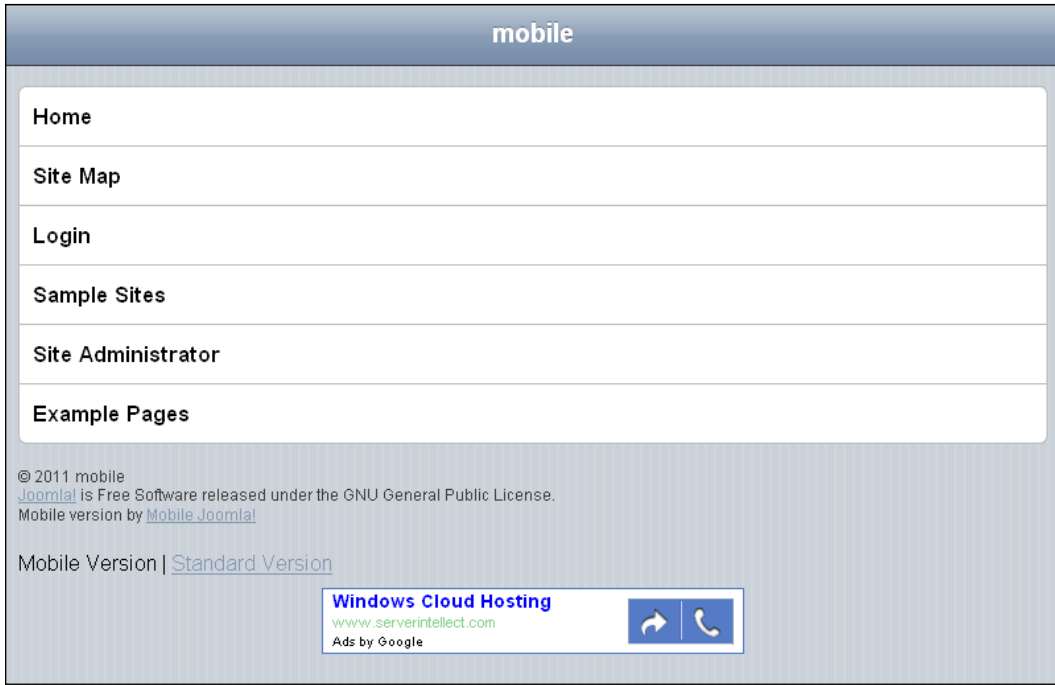 mobile
Home
Site Map
Login
Sample Sites
Site Administrator
Example Pages
© 2011 mobile
Joomla! is Free Software released under the GNU General Public License.
Mobile version by Mobile Joomla!
Mobile Version | Standard Version
Windows Cloud Hosting
www.serverintellect.com
Ads by Google